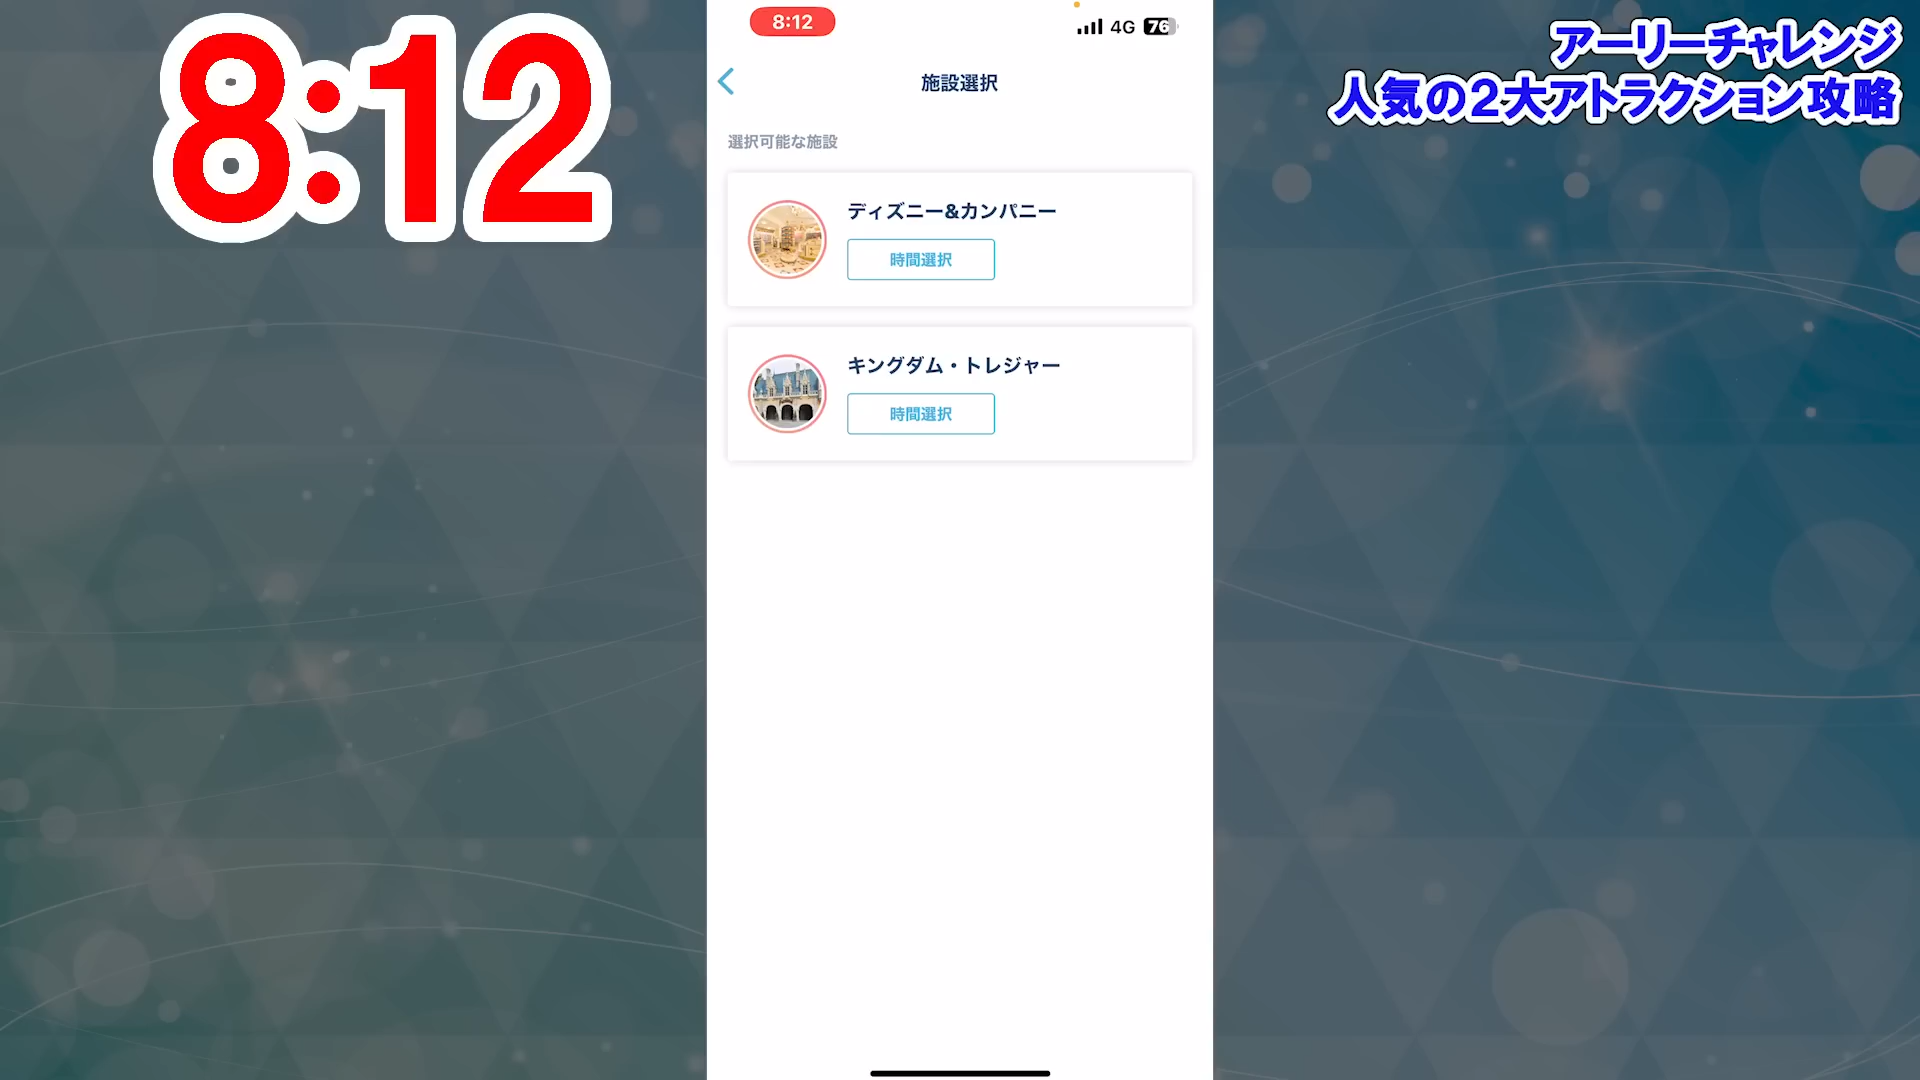 8:12
8:12
4G 76
アーリーチャレンジ
人気の2大アトラクション攻略
施設選択
選択可能な施設
ディズニー&カンパニー
時間選択
キングダム・トレジャー
時間選択